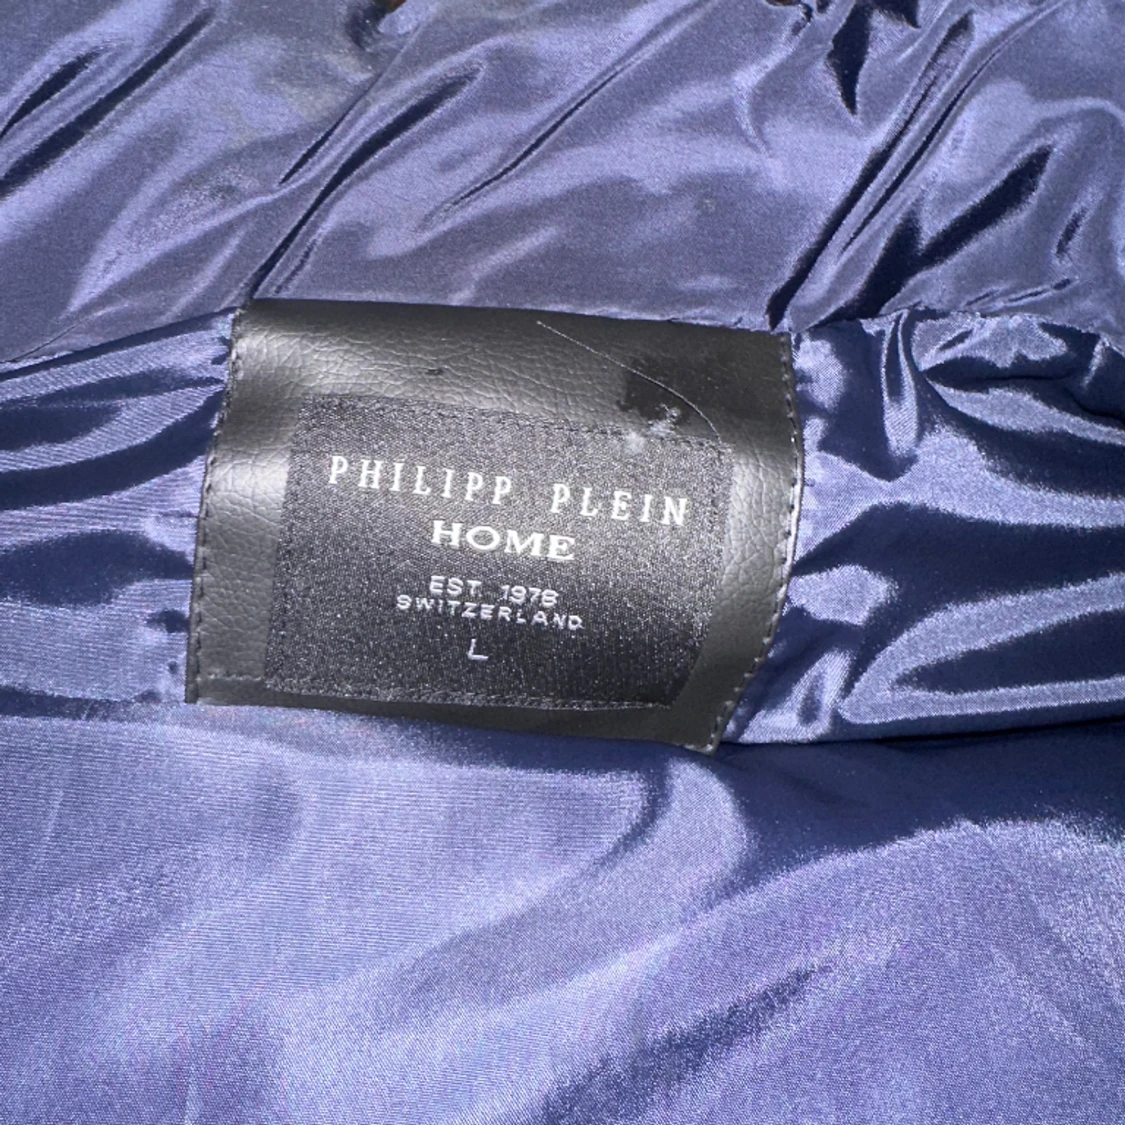 PHILIPP PLEIN
HOME
EST. 1978
SWITZERLAND
L